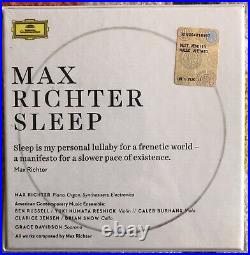 MAX
RICHTER
SLEEP
Sleep is my personal lullaby for a frenetic world –
a manifesto for a slower pace of existence.
Max Richter
MAX RICHTER Piano Organ Synthesisers Electronics
American Contemporary Music Ensemble:
BEN RUSSELL / YUKI NUMATA RESNICK Violin // CALEB BURHANS Viola
CLARICE JENSEN / BRIAN SNOW Cello
GRACE DAVIDSON Soprano
All works composed by Max Richter